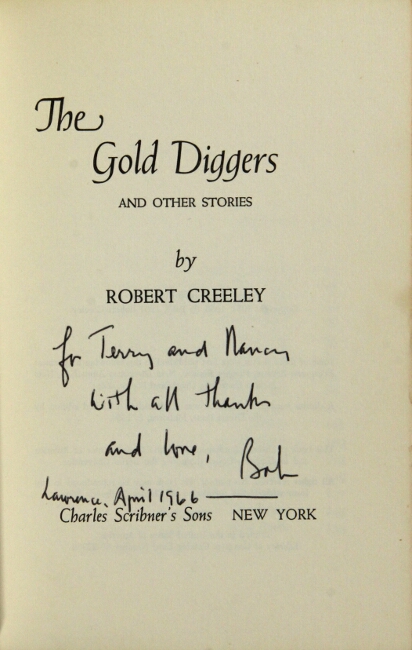 The
Gold Diggers
AND OTHER STORIES
by
ROBERT CREELEY
for Terry and Nancy
with all thanks
and love,
Bob
Lawrence, April 1966
Charles Scribner's Sons NEW YORK